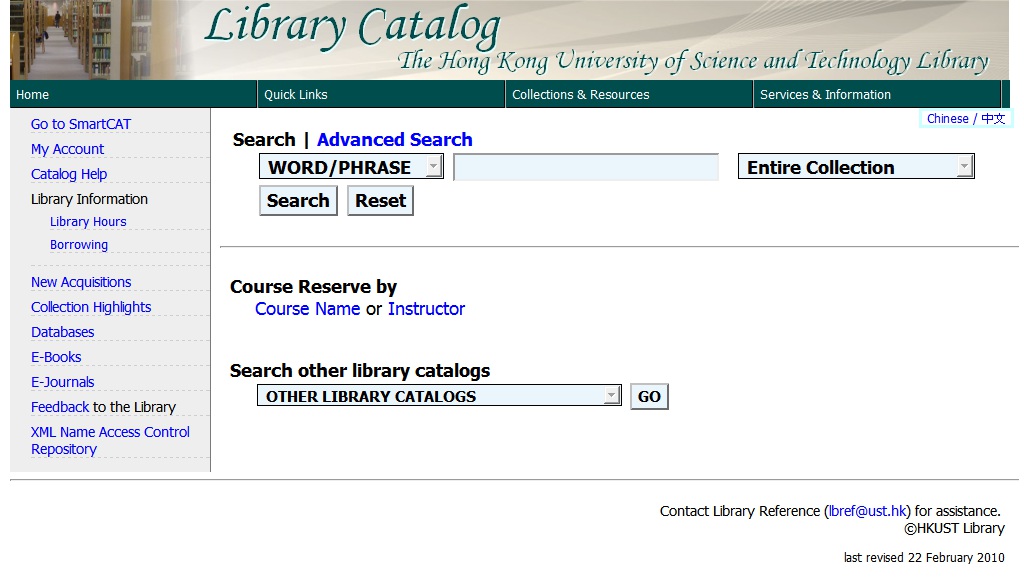 Library Catalog
The Hong Kong University of Science and Technology Library
Home
Quick Links
Collections & Resources
Services & Information
Chinese / 中文
Go to SmartCAT
My Account
Catalog Help
Library Information
Library Hours
Borrowing
New Acquisitions
Collection Highlights
Databases
E-Books
E-Journals
Feedback to the Library
XML Name Access Control
Repository
Search | Advanced Search
WORD/PHRASE
Entire Collection
Search
Reset
Course Reserve by
Course Name or Instructor
Search other library catalogs
OTHER LIBRARY CATALOGS
GO
Contact Library Reference (lbref@ust.hk) for assistance.
©HKUST Library
last revised 22 February 2010